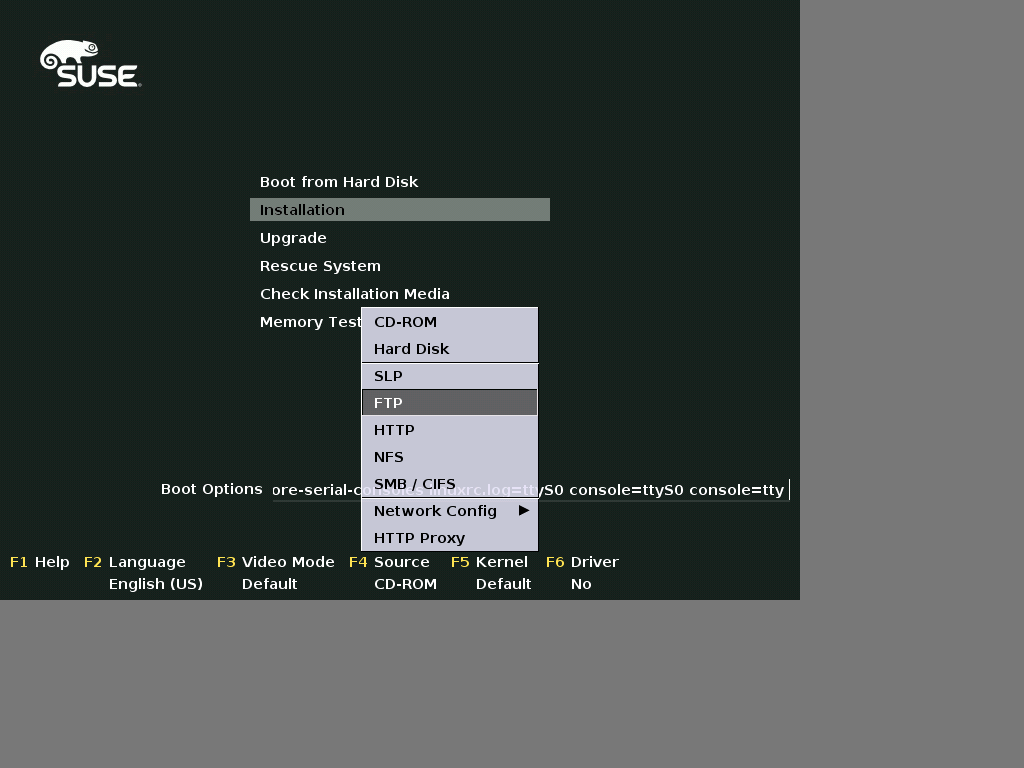 SUSE
Boot from Hard Disk
Installation
Upgrade
Rescue System
Check Installation Media
Memory Test
CD-ROM
Hard Disk
SLP
FTP
HTTP
NFS
SMB / CIFS
Boot Options ore-serial-consoles linuxrc.log=ttyS0 console=ttyS0 console=tty
Network Config
HTTP Proxy
F1 Help F2 Language F3 Video Mode F4 Source F5 Kernel F6 Driver
English (US) Default CD-ROM Default No